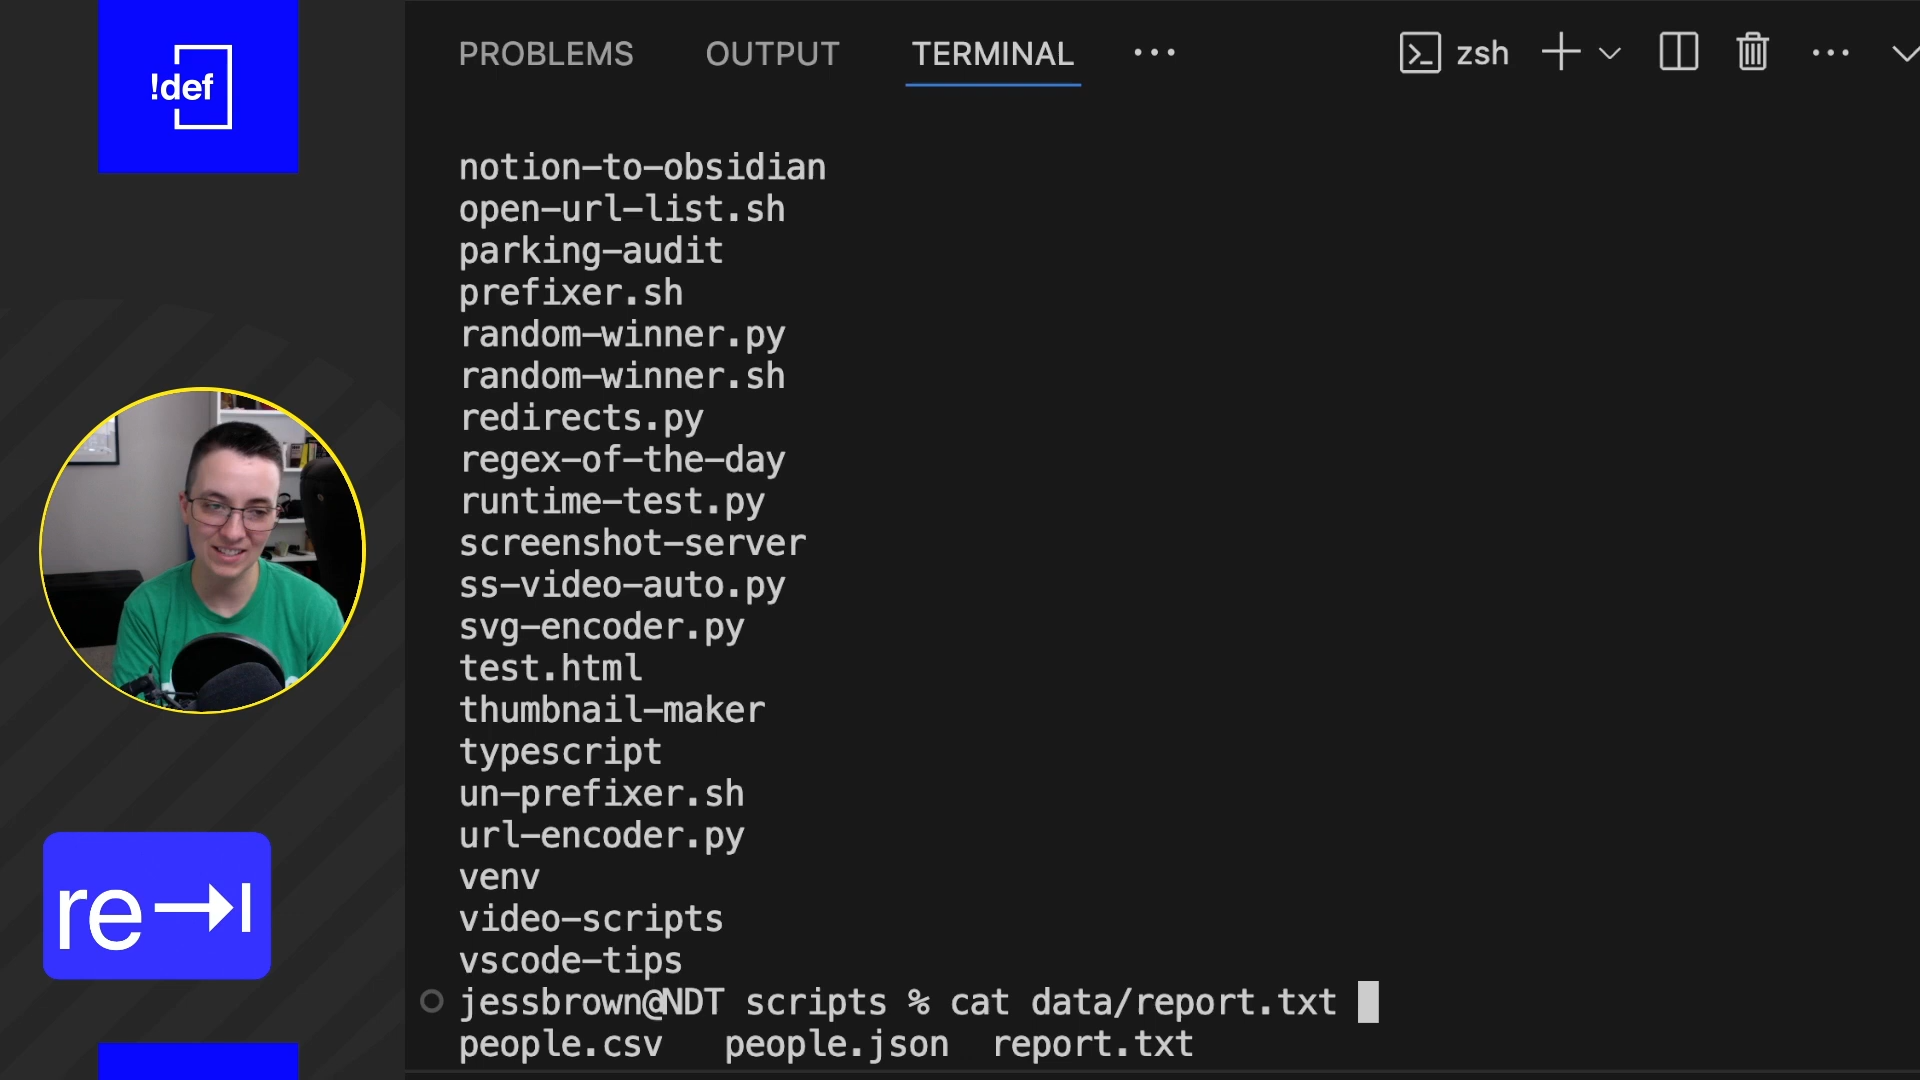 !def
re
PROBLEMS OUTPUT TERMINAL ... zsh
notion-to-obsidian
open-url-list.sh
parking-audit
prefixer.sh
random-winner.py
random-winner.sh
redirects.py
regex-of-the-day
runtime-test.py
screenshot-server
ss-video-auto.py
svg-encoder.py
test.html
thumbnail-maker
typescript
un-prefixer.sh
url-encoder.py
venv
video-scripts
vscode-tips
jessbrown@NDT scripts % cat data/report.txt
people.csv people.json report.txt